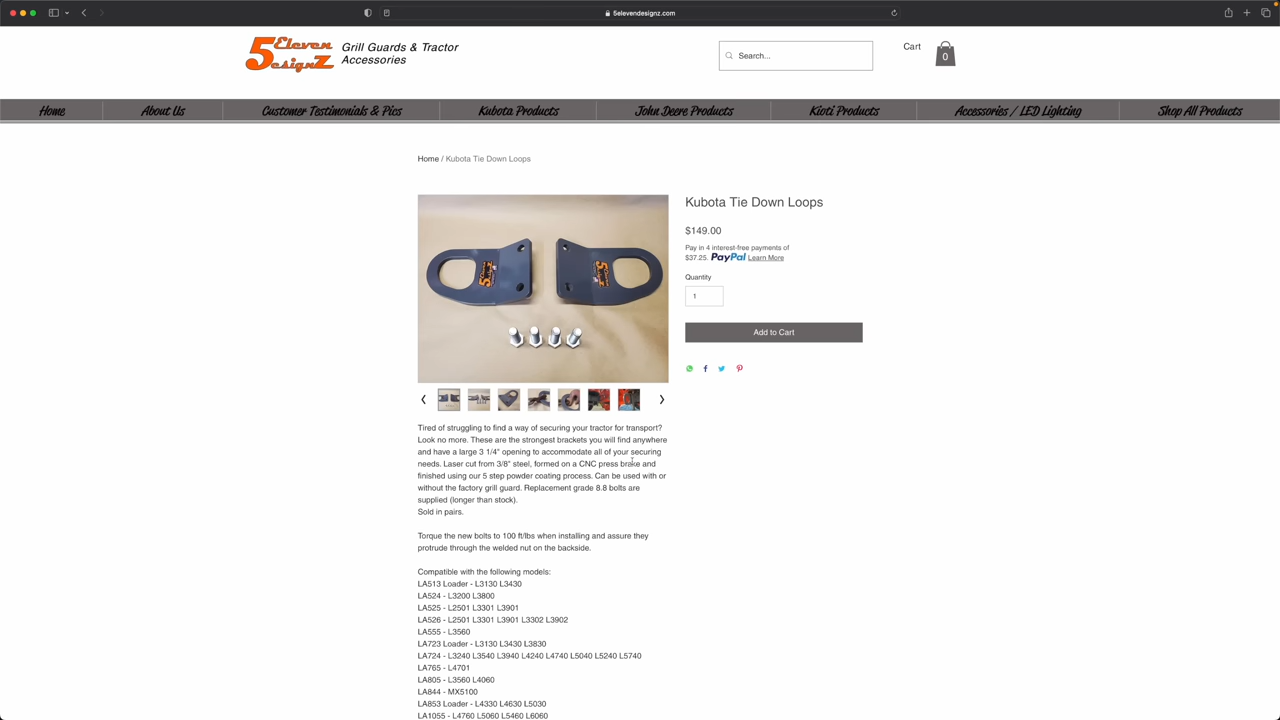 5elevendesignz.com
5 Eleven DesignZ
Grill Guards & Tractor
Accessories
Search...
Cart
0
Home
About Us
Customer Testimonials & Pics
Kubota Products
John Deere Products
Kioti Products
Accessories / LED Lighting
Shop All Products
Home / Kubota Tie Down Loops
Kubota Tie Down Loops
$149.00
Pay in 4 interest-free payments of
$37.25. PayPal Learn More
Quantity
1
Add to Cart
Tired of struggling to find a way of securing your tractor for transport?
Look no more. These are the strongest brackets you will find anywhere
and have a large 3 1/4" opening to accommodate all of your securing
needs. Laser cut from 3/8" steel, formed on a CNC press brake and
finished using our 5 step powder coating process. Can be used with or
without the factory grill guard. Replacement grade 8.8 bolts are
supplied (longer than stock).
Sold in pairs.
Torque the new bolts to 100 ft/lbs when installing and assure they
protrude through the welded nut on the backside.
Compatible with the following models:
LA513 Loader - L3130 L3430
LA524 - L3200 L3800
LA525 - L2501 L3301 L3901
LA526 - L2501 L3301 L3901 L3302 L3902
LA555 - L3560
LA723 Loader - L3130 L3430 L3830
LA724 - L3240 L3540 L3940 L4240 L4740 L5040 L5240 L5740
LA765 - L4701
LA805 - L3560 L4060
LA844 - MX5100
LA853 Loader - L4330 L4630 L5030
LA1055 - L4760 L5060 L5460 L6060